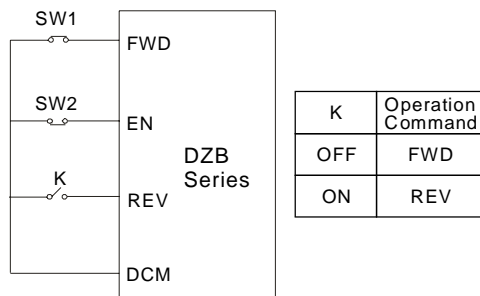 SW1
FWD
SW2
EN
K
REV
DCM
DZB
Series
K
Operation
Command
OFF
FWD
ON
REV